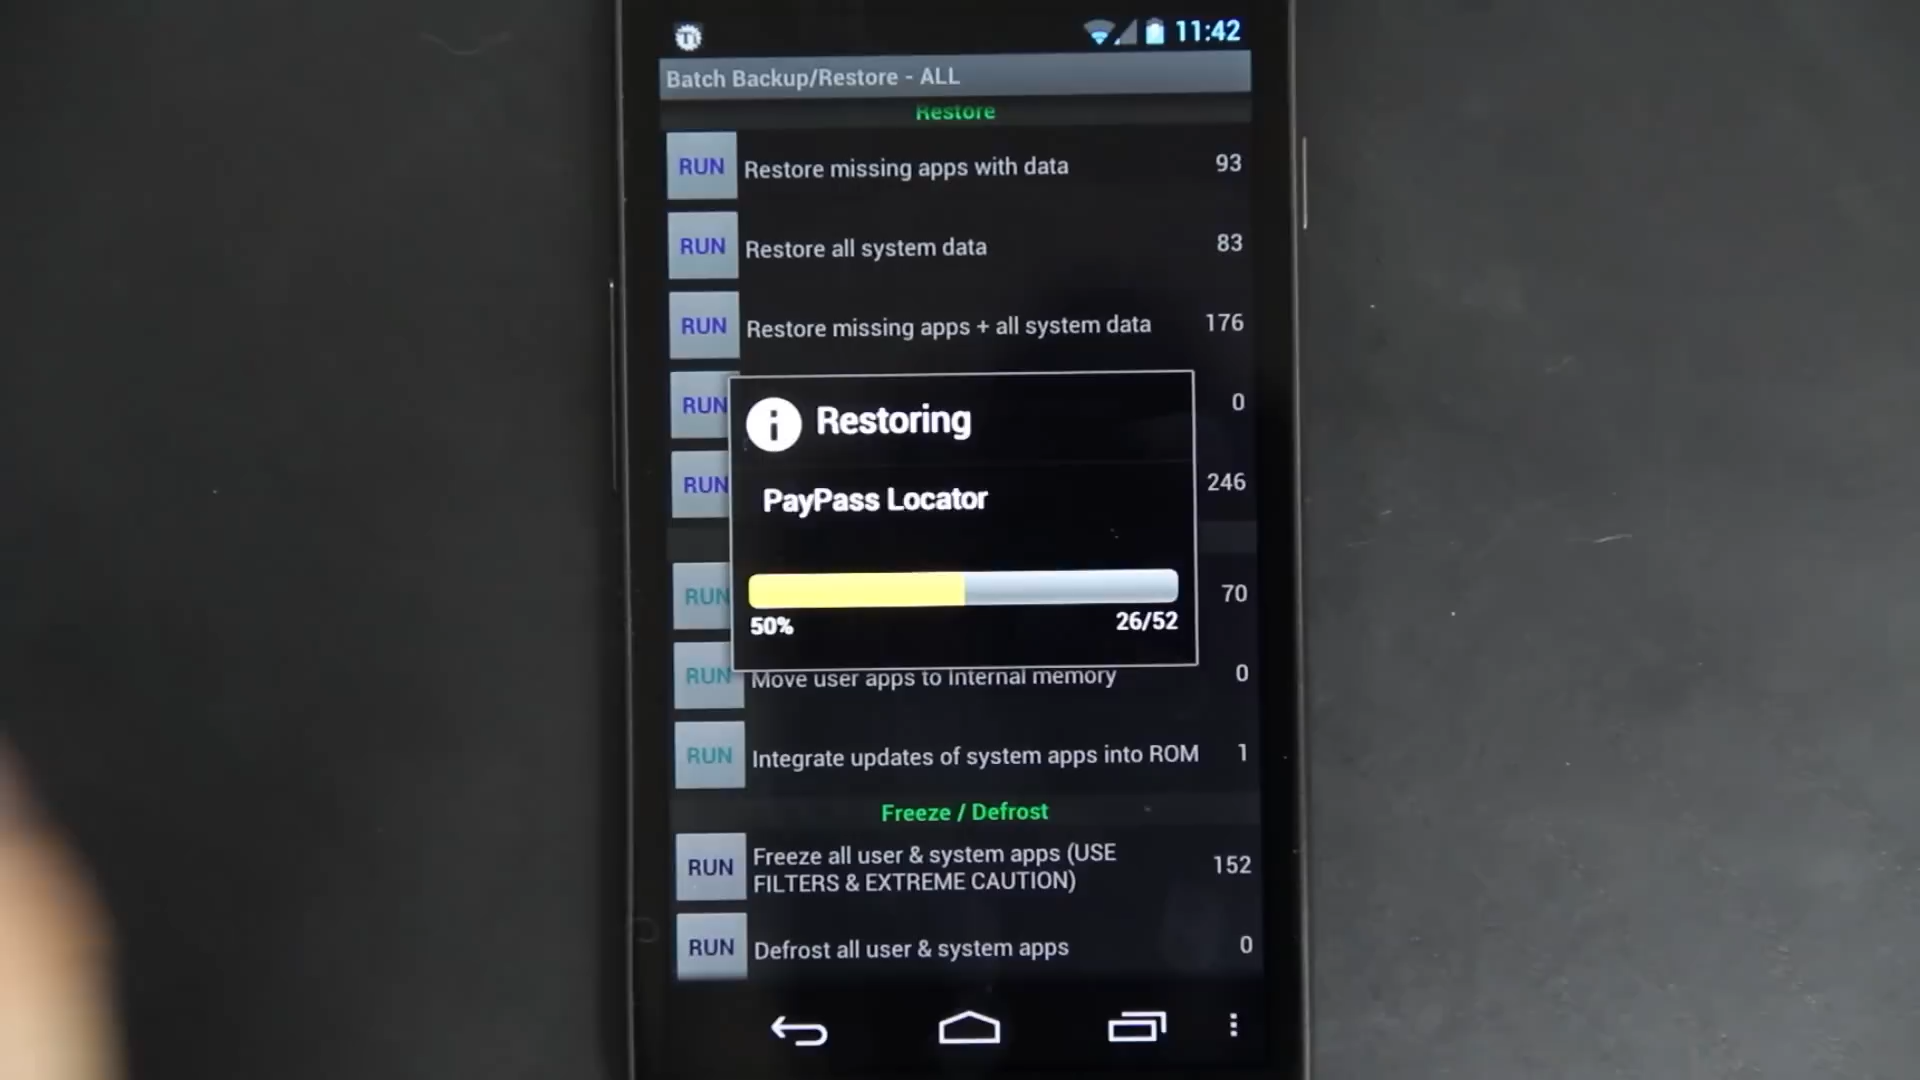 11:42
Batch Backup/Restore - ALL
Restore
RUN Restore missing apps with data 93
RUN Restore all system data 83
RUN Restore missing apps + all system data 176
RUN 0
RUN 246
Restoring
PayPass Locator
50% 26/52
RUN 70
RUN Move user apps to Internal memory 0
RUN Integrate updates of system apps into ROM 1
Freeze / Defrost
RUN Freeze all user & system apps (USE
FILTERS & EXTREME CAUTION) 152
RUN Defrost all user & system apps 0